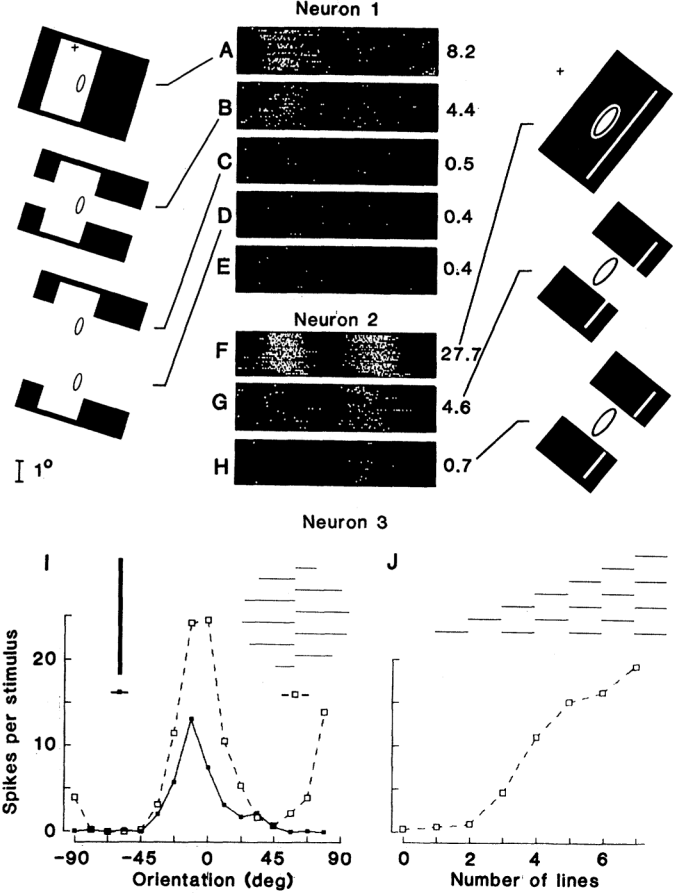 Neuron 1
+
A 8.2
B 4.4
C 0.5
D 0.4
E 0.4
+
Neuron 2
F 27.7
G 4.6
H 0.7
1°
Neuron 3
I
J
Spikes per stimulus
20
10
0
-90 -45 0 45 90
Orientation (deg)
0 2 4 6
Number of lines